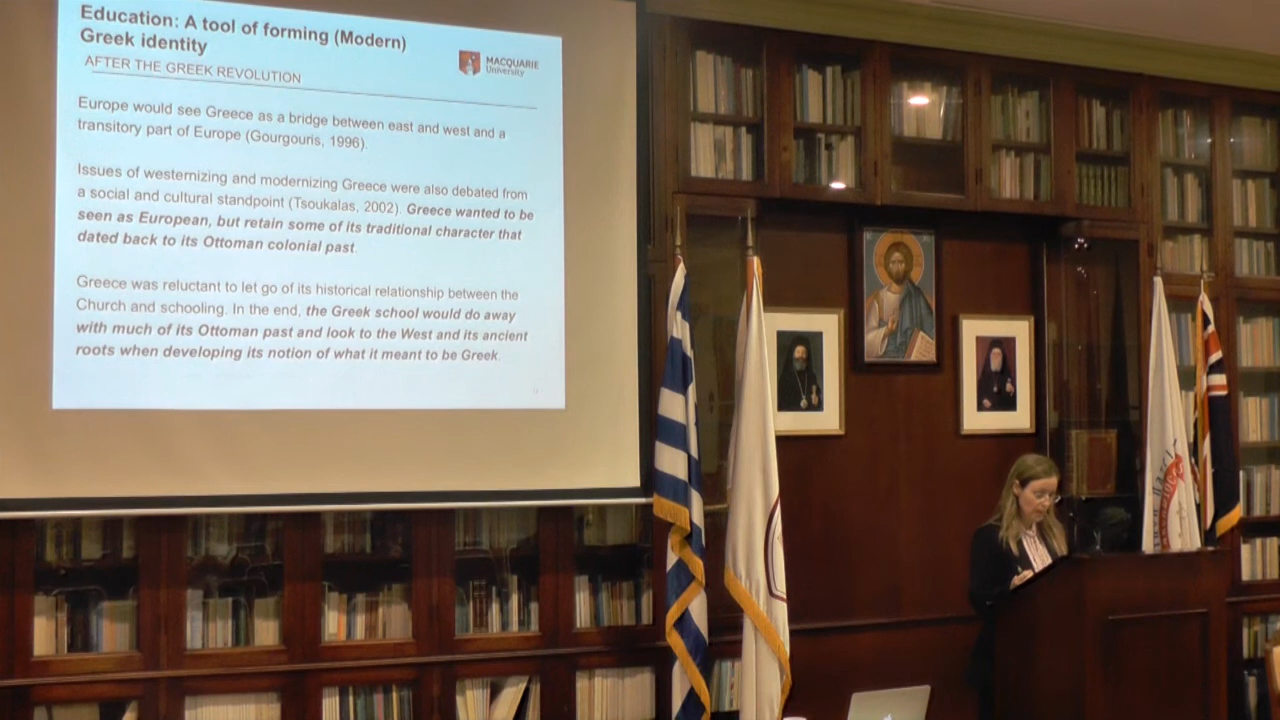 Education: A tool of forming (Modern)
Greek identity
AFTER THE GREEK REVOLUTION
MACQUARIE
University
Europe would see Greece as a bridge between east and west and a
transitory part of Europe (Gourgouris, 1996).
Issues of westernizing and modernizing Greece were also debated from
a social and cultural standpoint (Tsoukalas, 2002). Greece wanted to be
seen as European, but retain some of its traditional character that
dated back to its Ottoman colonial past.
Greece was reluctant to let go of its historical relationship between the
Church and schooling. In the end, the Greek school would do away
with much of its Ottoman past and look to the West and its ancient
roots when developing its notion of what it meant to be Greek.